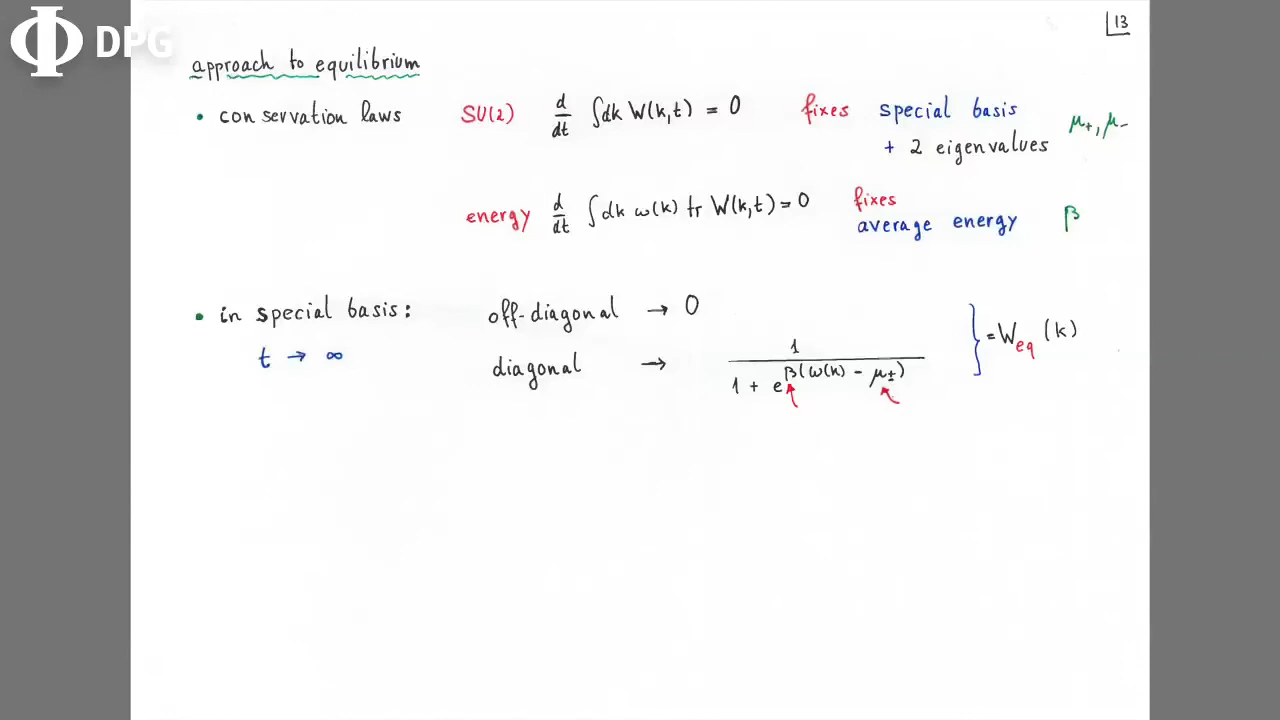 DPG
13
approach to equilibrium
• conservation laws SU(2) d/dt ∫dk W(k,t) = 0 fixes special basis μ+, μ-
+ 2 eigenvalues
energy d/dt ∫dk ω(k) tr W(k,t) = 0 fixes
average energy β
• in special basis: off-diagonal → 0
t → ∞ diagonal → 1 / (1 + e^β(ω(k) - μ±)) } = Weq (k)